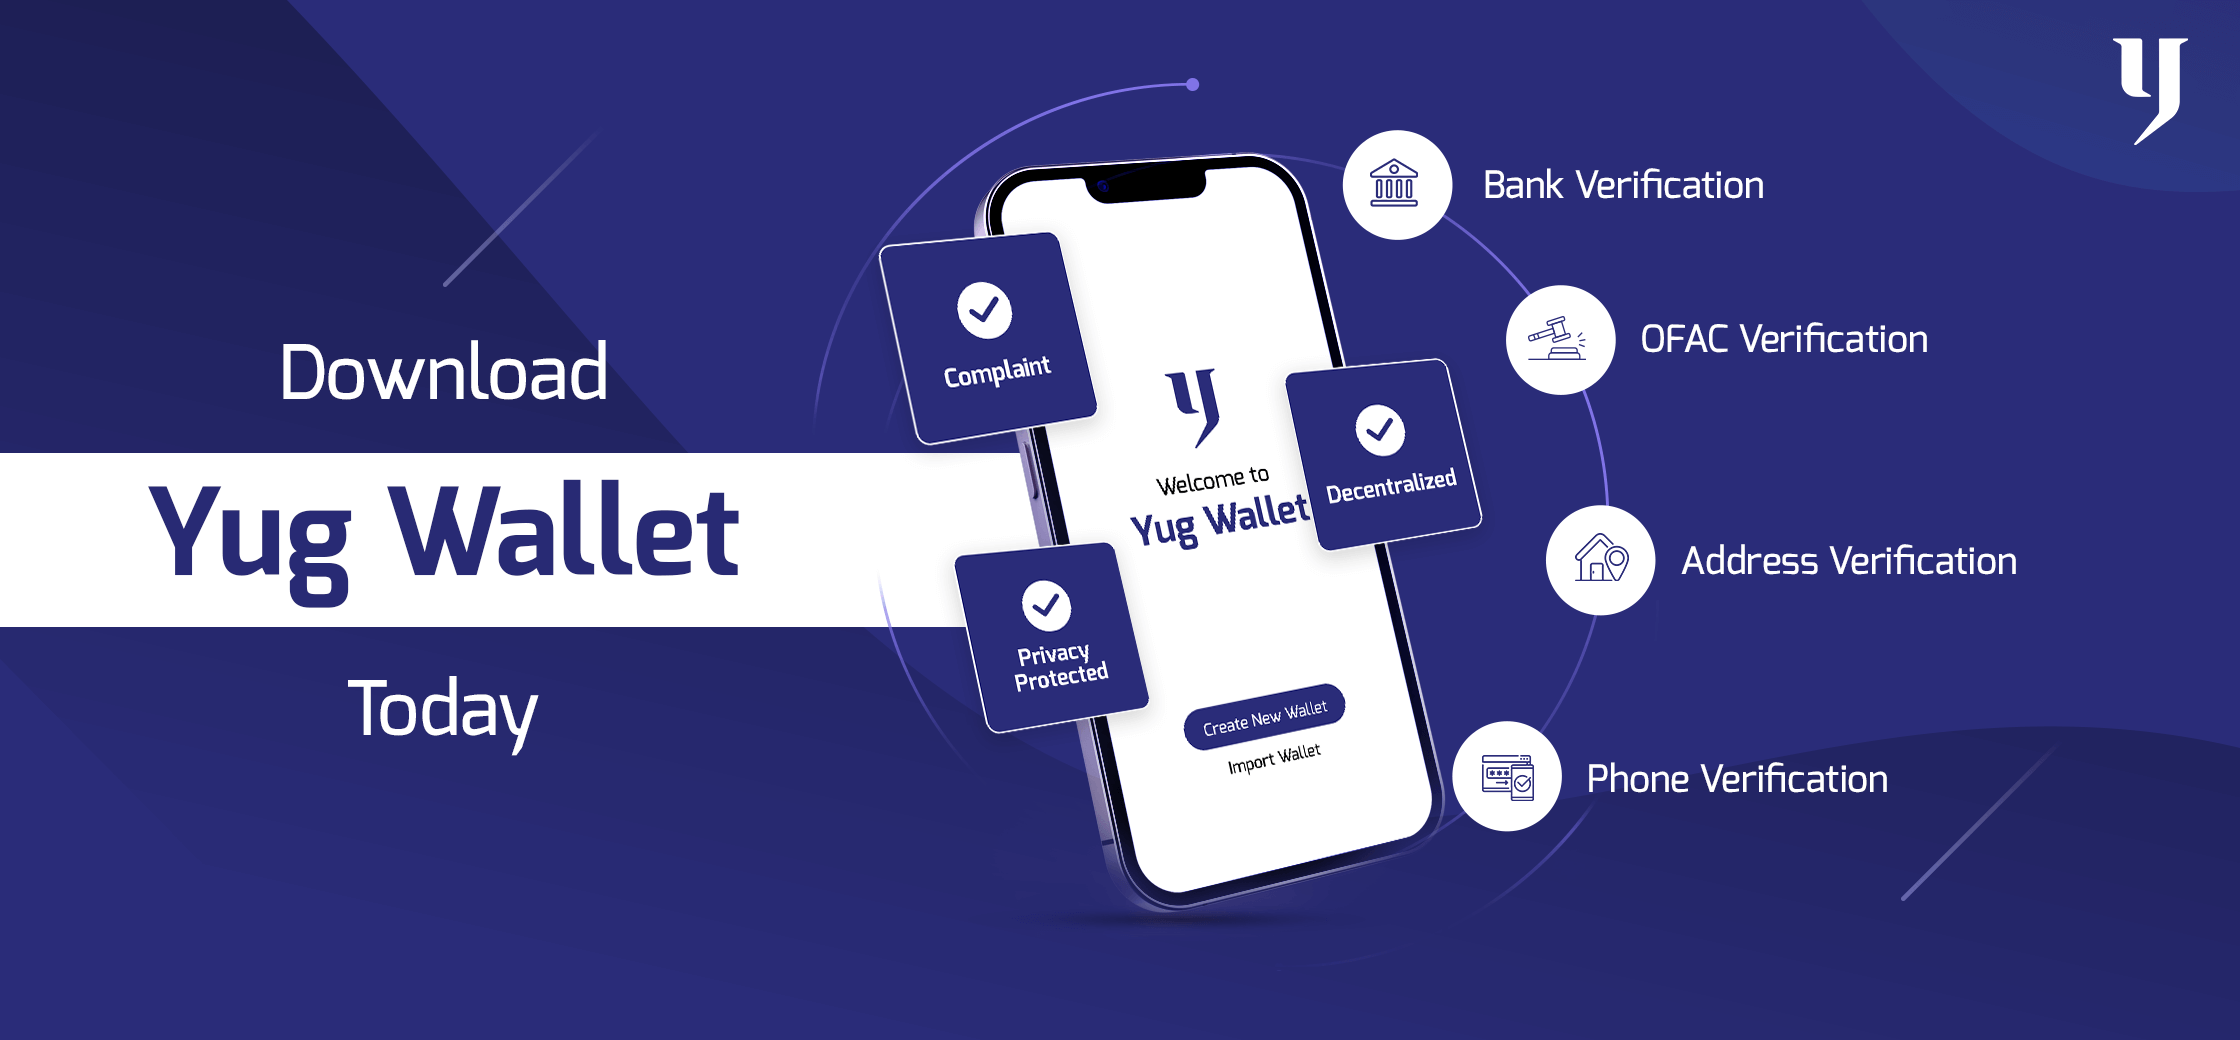 Download
Yug Wallet
Today
Complaint
Privacy
Protected
Decentralized
Welcome to
Yug Wallet
Create New Wallet
Import Wallet
Bank Verification
OFAC Verification
Address Verification
Phone Verification